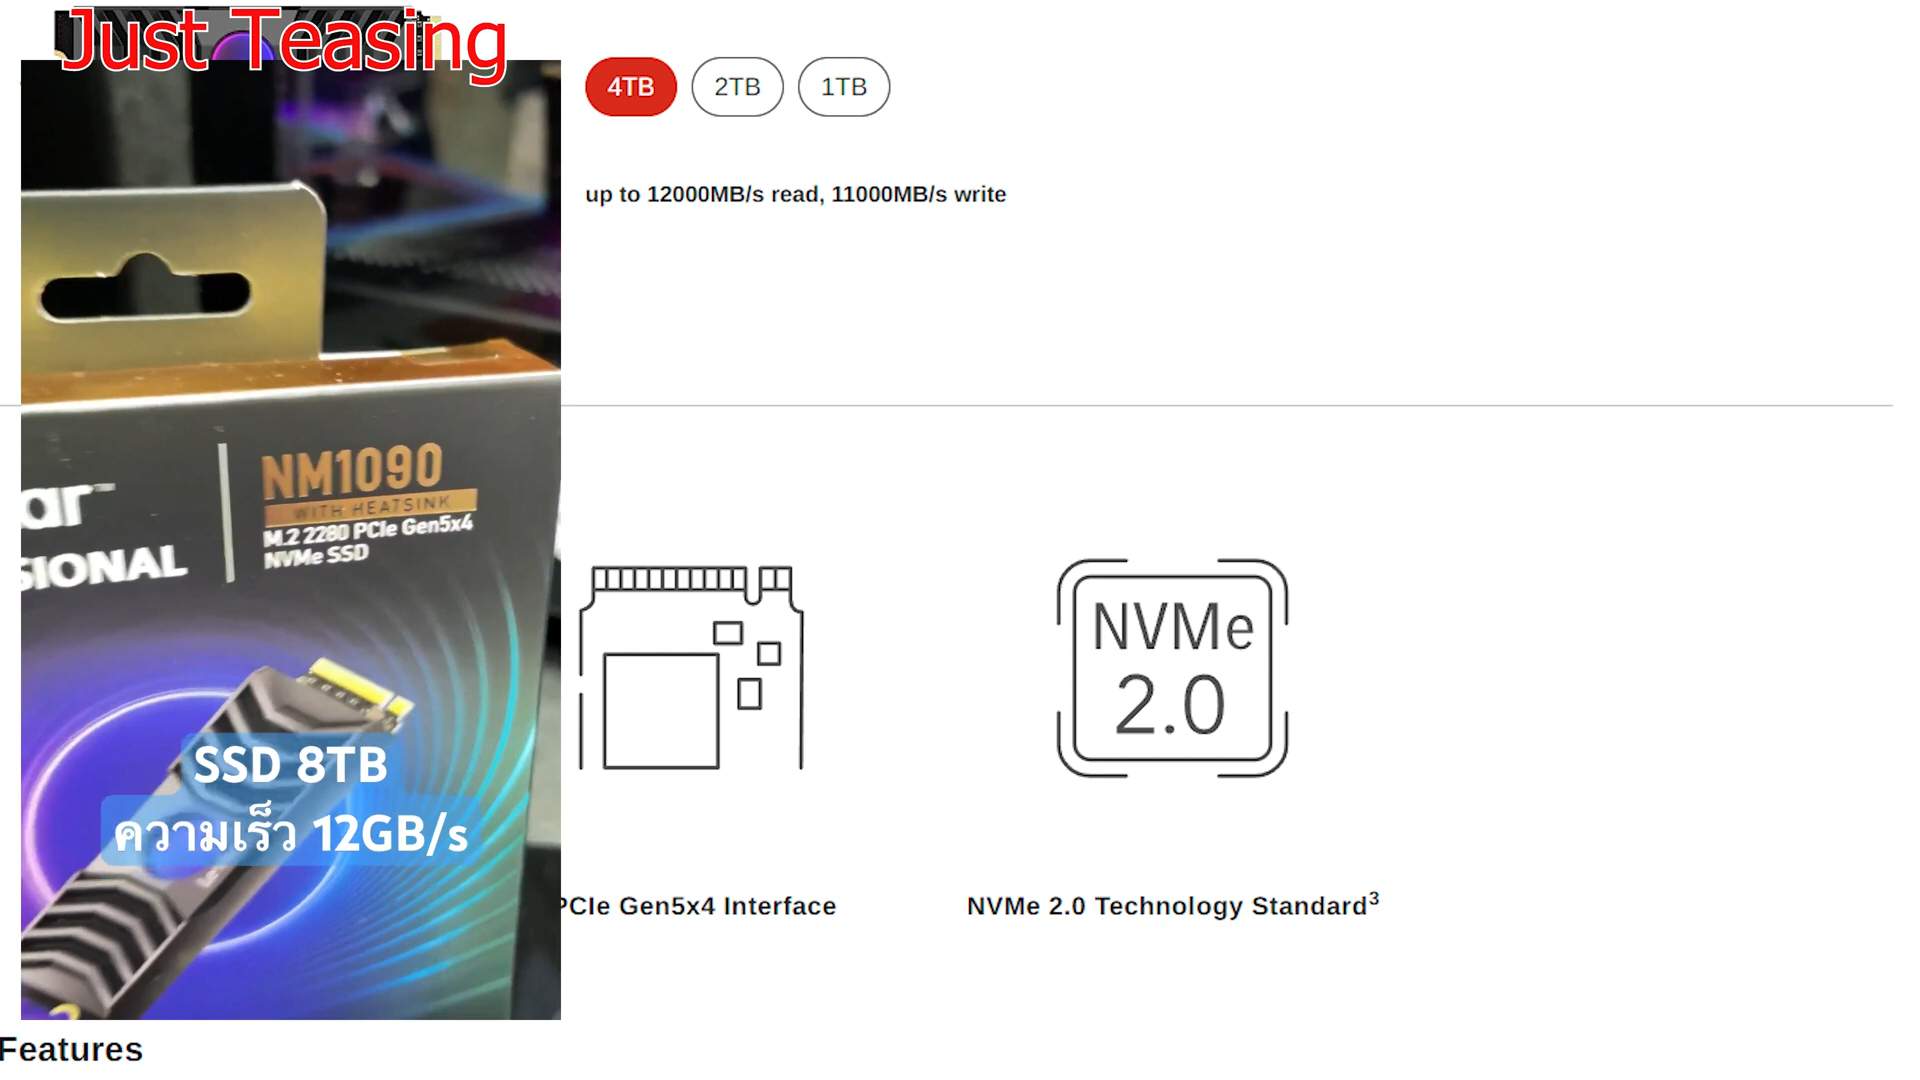 Just Teasing
4TB
2TB
1TB
up to 12000MB/s read, 11000MB/s write
ar
SIONAL
NM1090
WITH HEATSINK
M.2 2280 PCIe Gen5x4
NVMe SSD
SSD 8TB
ความเร็ว 12GB/s
NVMe
2.0
PCIe Gen5x4 Interface
NVMe 2.0 Technology Standard3
Features